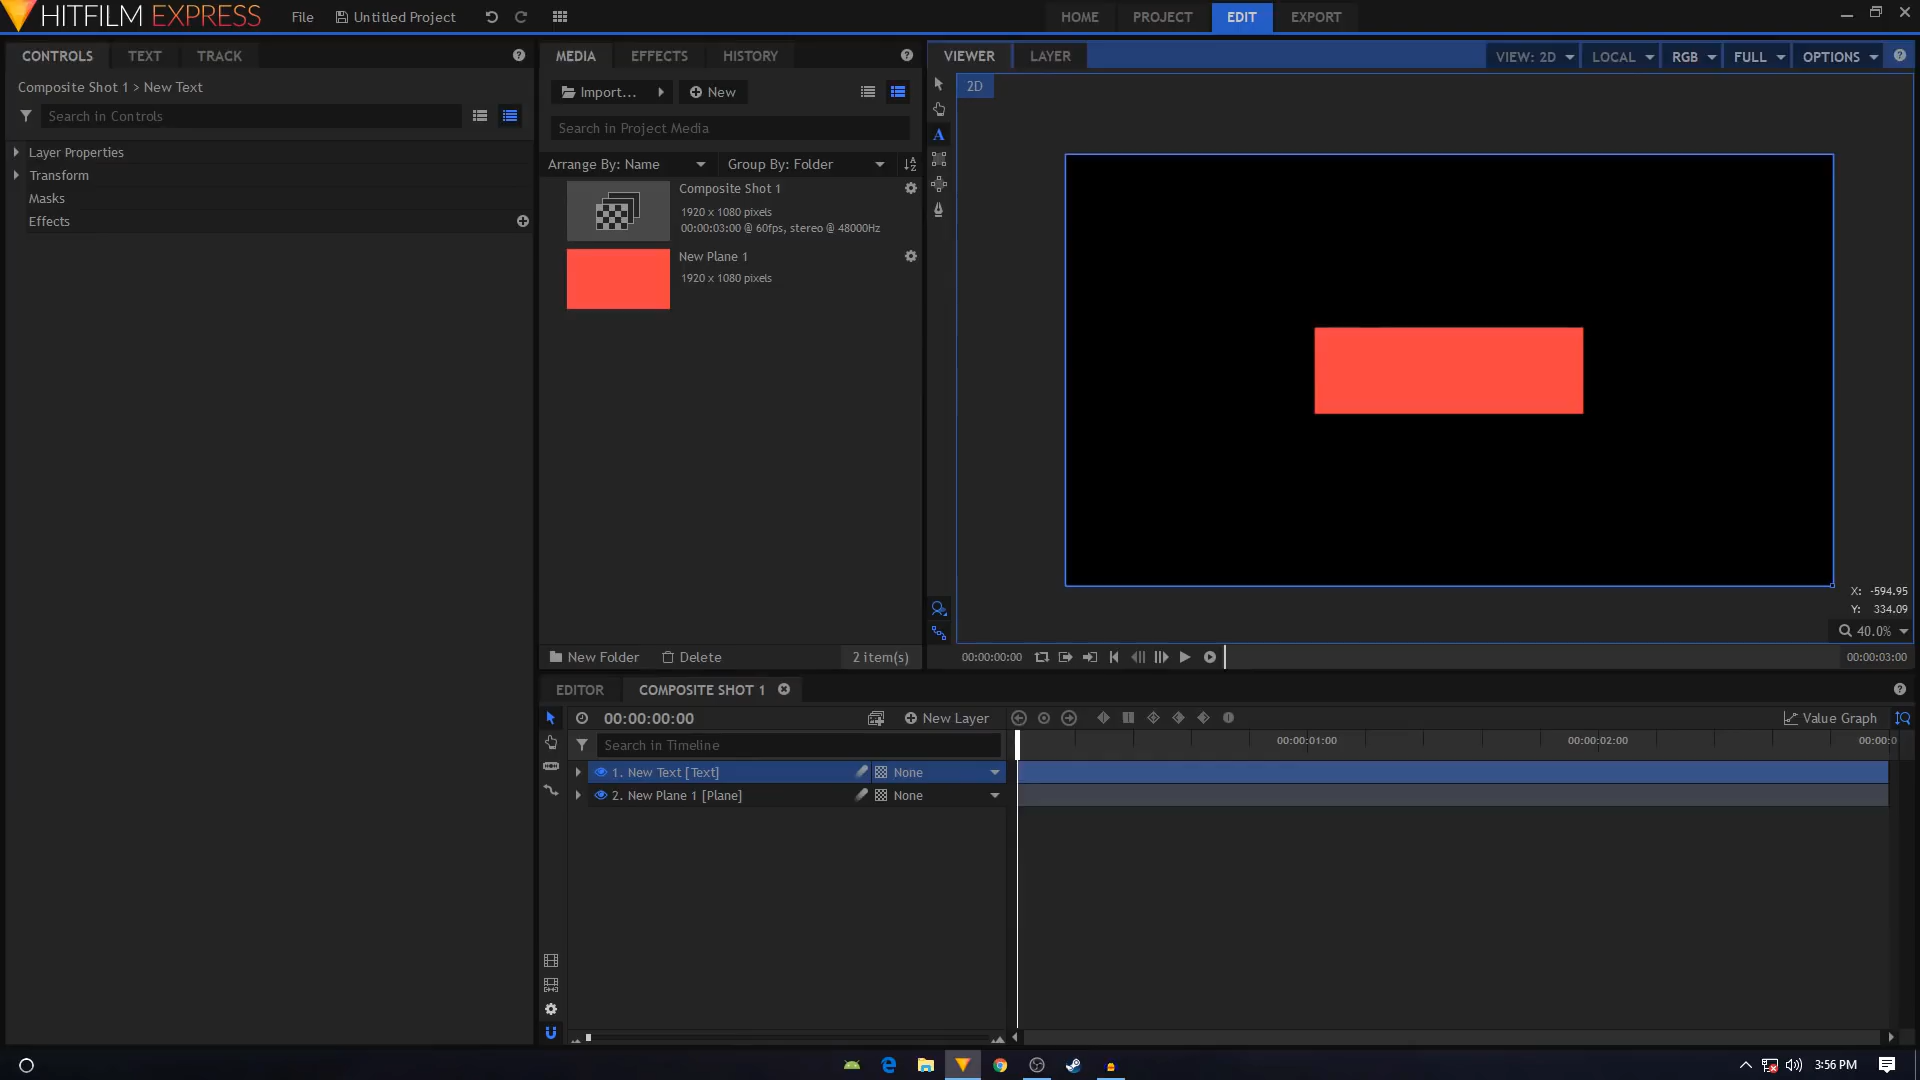 HITFILM EXPRESS
File
Untitled Project
HOME
PROJECT
EDIT
EXPORT
CONTROLS
TEXT
TRACK
Composite Shot 1 > New Text
Search in Controls
Layer Properties
Transform
Masks
Effects
MEDIA
EFFECTS
HISTORY
Import...
New
Search in Project Media
Arrange By: Name
Group By: Folder
Composite Shot 1
1920 x 1080 pixels
00:00:03:00 @ 60fps, stereo @ 48000Hz
New Plane 1
1920 x 1080 pixels
New Folder
Delete
2 item(s)
VIEWER
LAYER
VIEW: 2D
LOCAL
RGB
FULL
OPTIONS
2D
X: -594.95
Y: 334.09
40.0%
00:00:00:00
00:00:03:00
EDITOR
COMPOSITE SHOT 1
00:00:00:00
New Layer
Value Graph
Search in Timeline
00:00:01:00
00:00:02:00
00:00:0
1. New Text [Text]
None
2. New Plane 1 [Plane]
None
3:56 PM